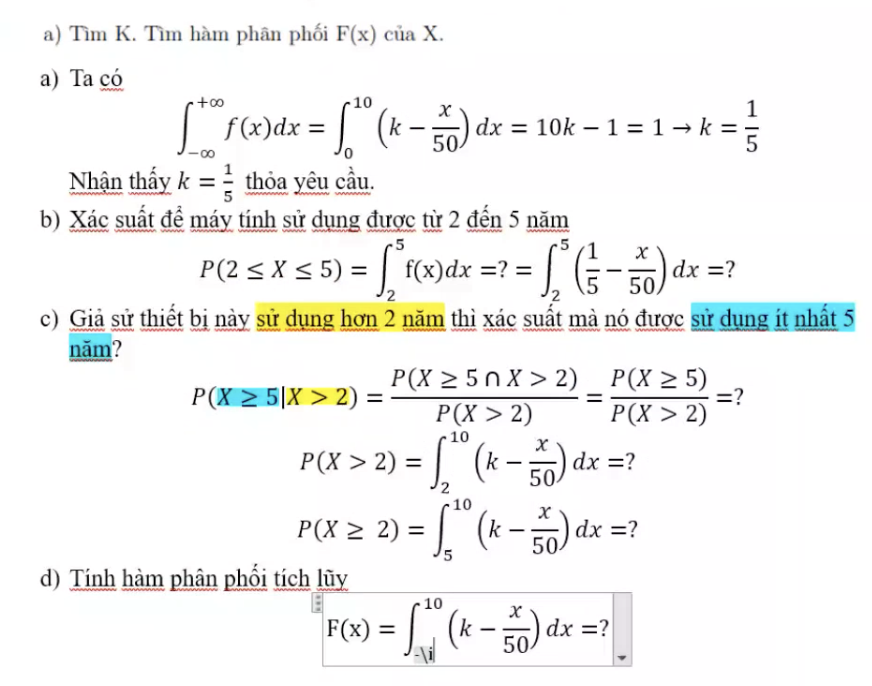 a) Tìm K. Tìm hàm phân phối F(x) của X.
a) Ta có
∫_{−∞}^{+∞} f(x)dx = ∫_0^{10} (k − x/50) dx = 10k − 1 = 1 → k = 1/5
Nhận thấy k = 1/5 thỏa yêu cầu.
b) Xác suất để máy tính sử dụng được từ 2 đến 5 năm
P(2 ≤ X ≤ 5) = ∫_2^5 f(x)dx =? = ∫_2^5 (1/5 − x/50) dx =?
c) Giả sử thiết bị này sử dụng hơn 2 năm thì xác suất mà nó được sử dụng ít nhất 5
năm?
P(X ≥ 5|X > 2) = P(X ≥ 5 ∩ X > 2)/P(X > 2) = P(X ≥ 5)/P(X > 2) =?
P(X > 2) = ∫_2^{10} (k − x/50) dx =?
P(X ≥ 2) = ∫_5^{10} (k − x/50) dx =?
d) Tính hàm phân phối tích lũy
F(x) = ∫_{-\i}^{10} (k − x/50) dx =?